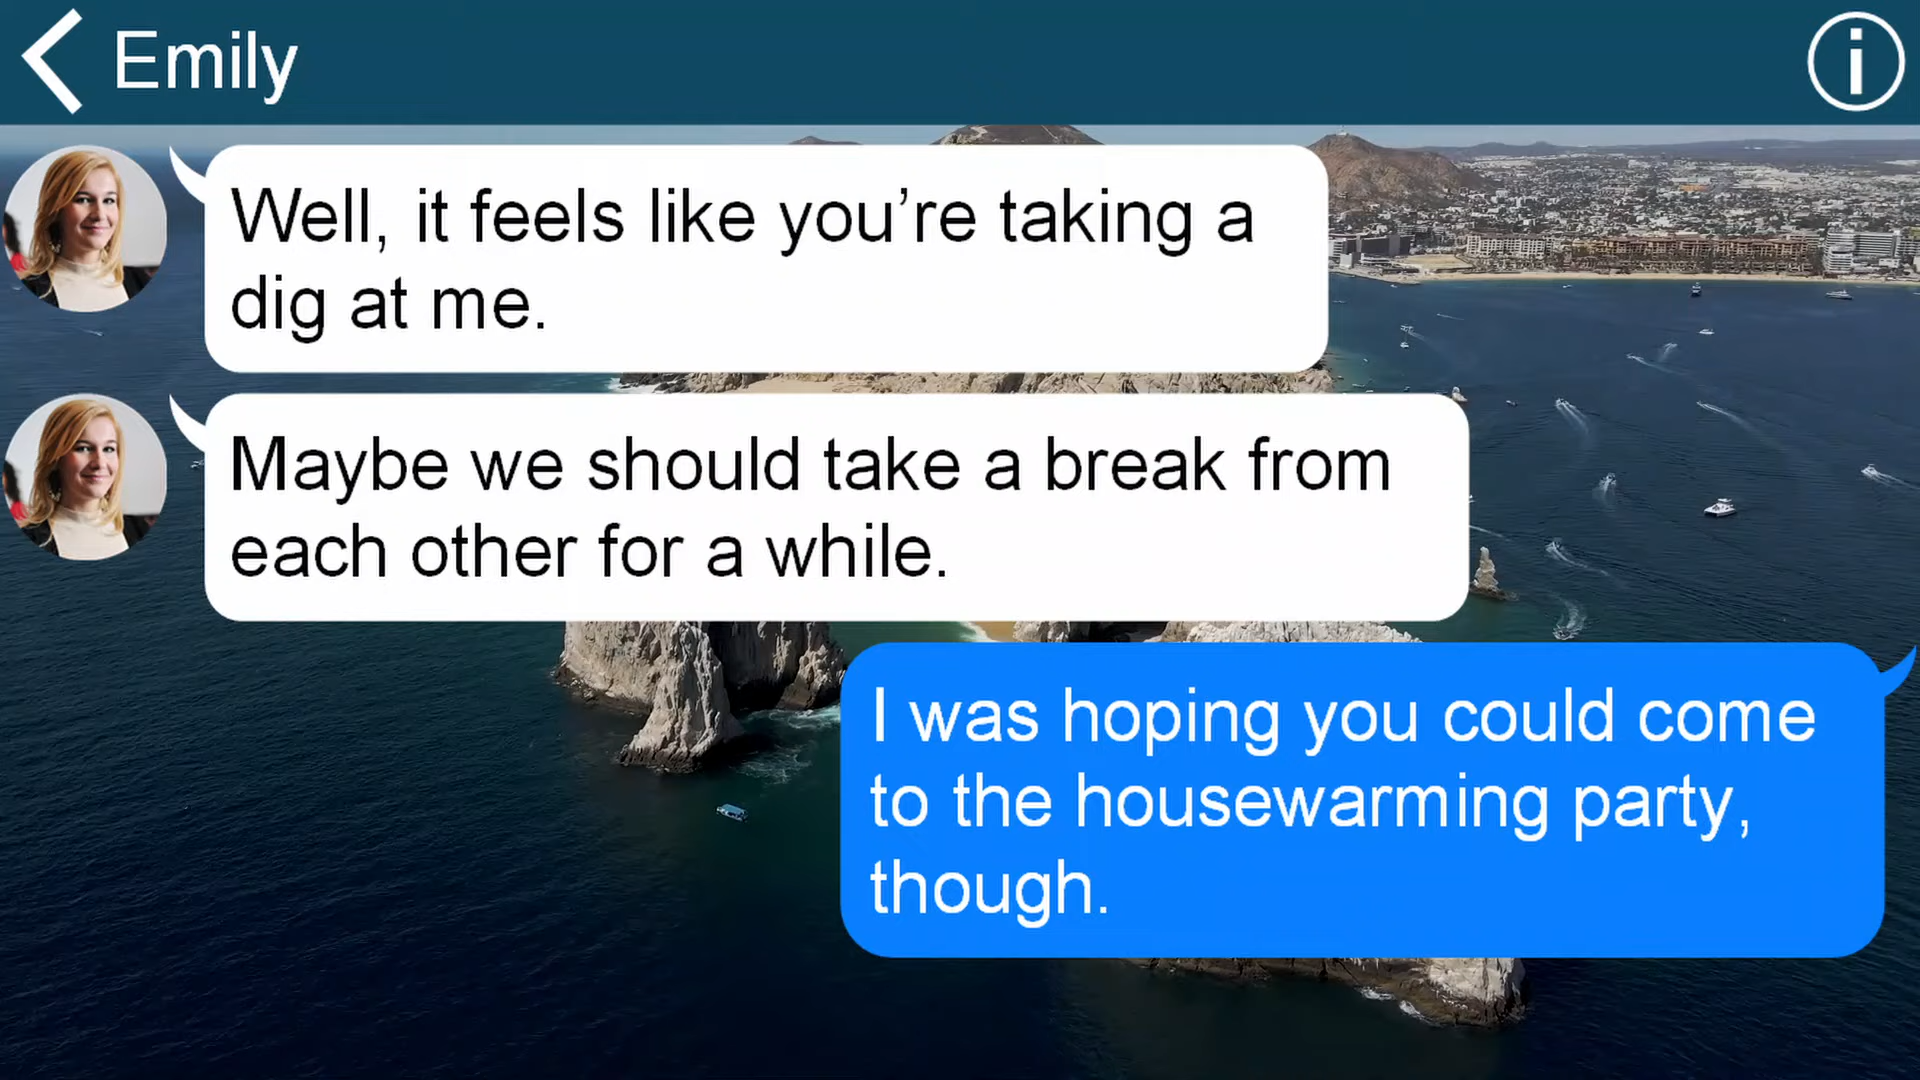 Emily
Well, it feels like you’re taking a
dig at me.
Maybe we should take a break from
each other for a while.
I was hoping you could come
to the housewarming party,
though.